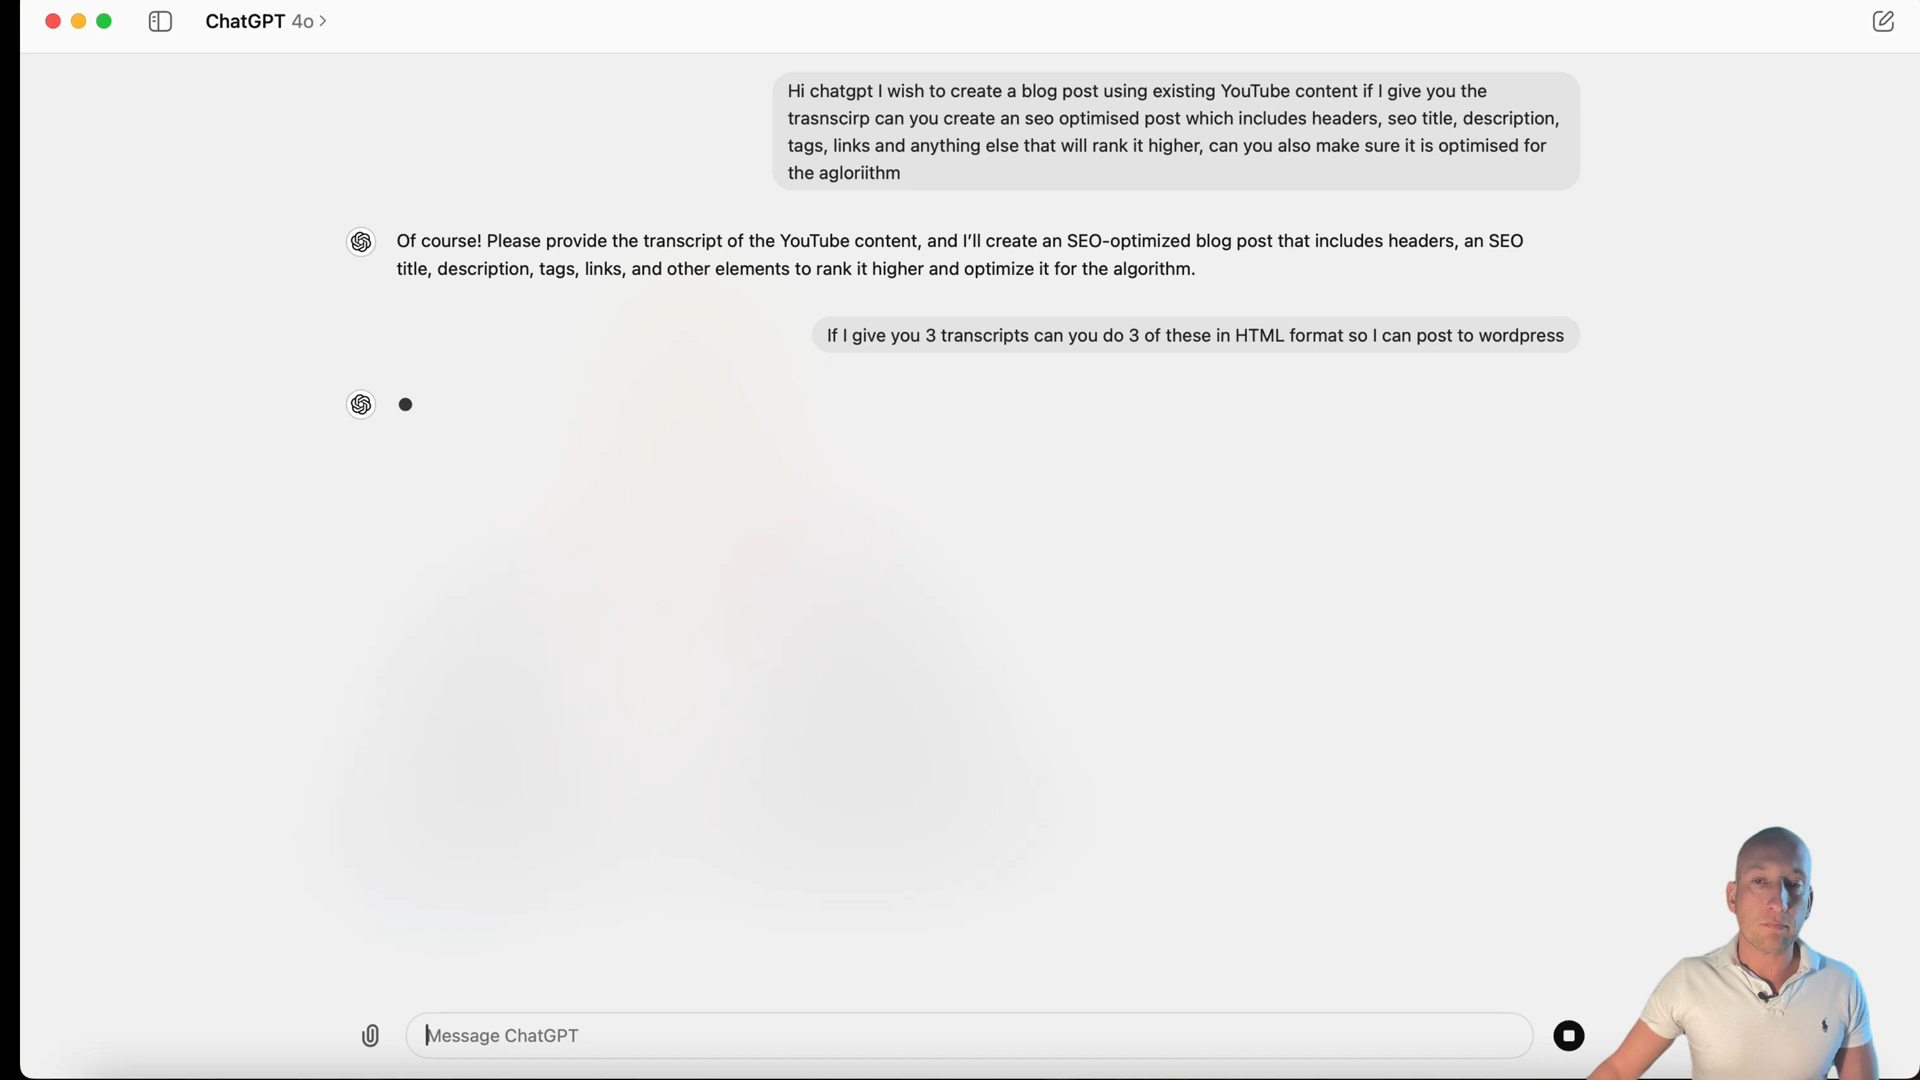 ChatGPT 4o >
Hi chatgpt I wish to create a blog post using existing YouTube content if I give you the
trasnscirp can you create an seo optimised post which includes headers, seo title, description,
tags, links and anything else that will rank it higher, can you also make sure it is optimised for
the agloriithm
Of course! Please provide the transcript of the YouTube content, and I’ll create an SEO-optimized blog post that includes headers, an SEO
title, description, tags, links, and other elements to rank it higher and optimize it for the algorithm.
If I give you 3 transcripts can you do 3 of these in HTML format so I can post to wordpress
Message ChatGPT